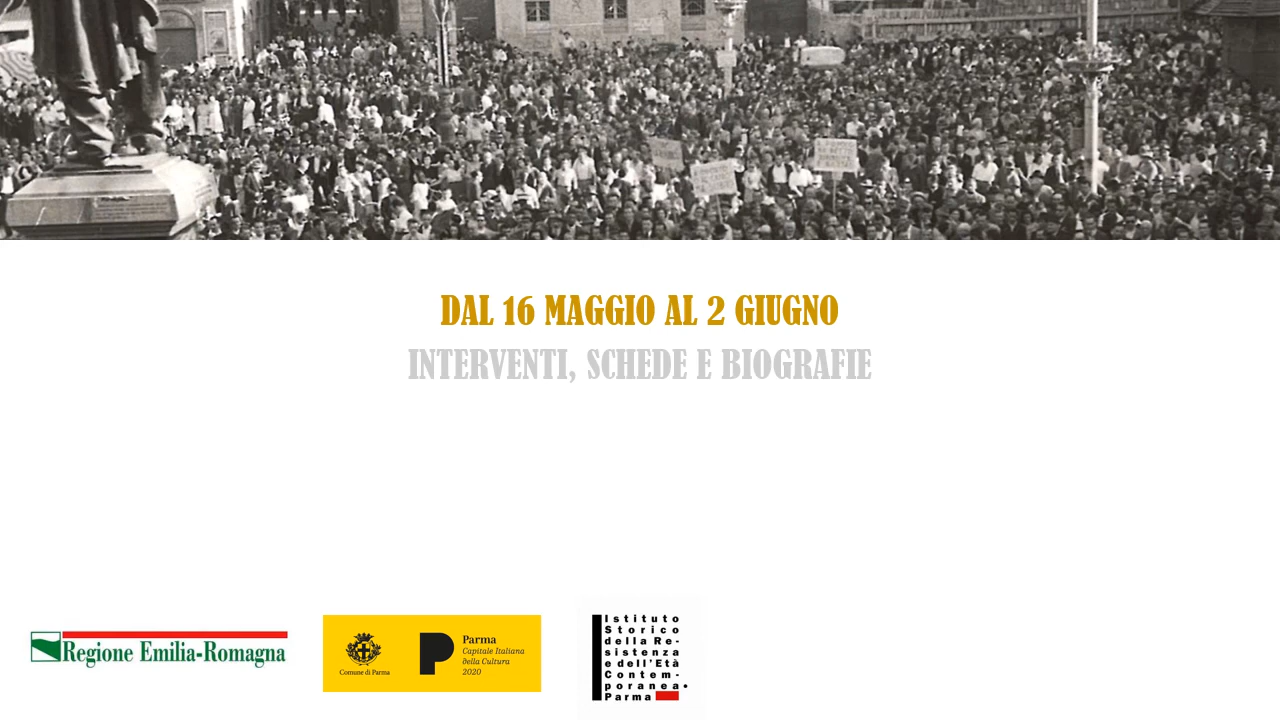 DAL 16 MAGGIO AL 2 GIUGNO
INTERVENTI, SCHEDE E BIOGRAFIE
Regione Emilia-Romagna
Comune di Parma
Parma
Capitale Italiana
della Cultura
2020
Istituto
Storico
della Re-
sistenza
e dell'Età
Contem-
poranea•
Parma